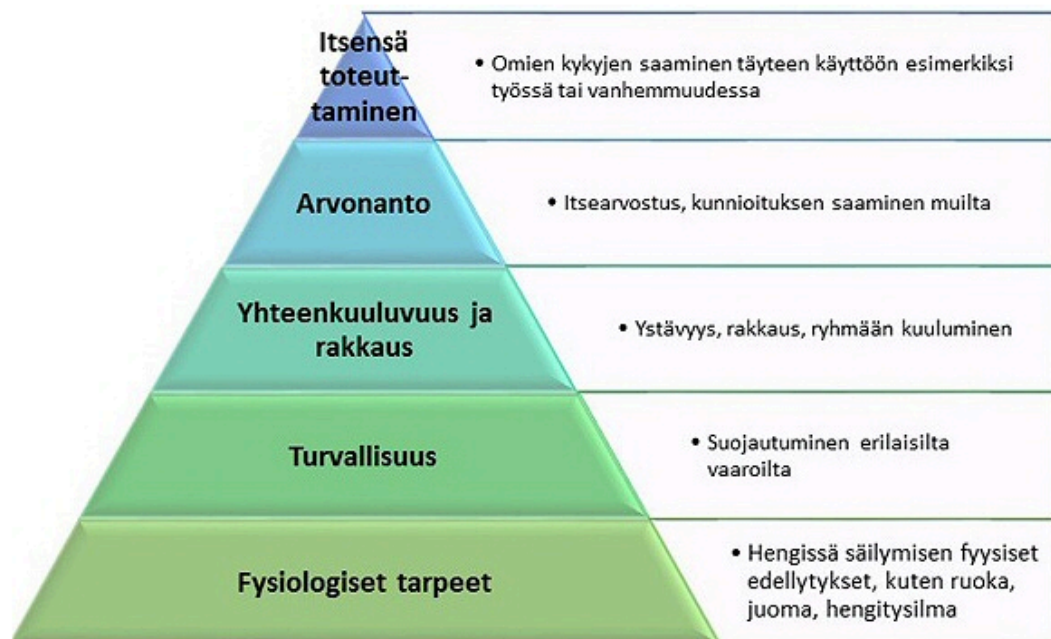 Itsensä
toteut-
taminen
• Omien kykyjen saaminen täyteen käyttöön esimerkiksi
työssä tai vanhemmuudessa
Arvonanto
• Itsearvostus, kunnioituksen saaminen muilta
Yhteenkuuluvuus ja
rakkaus
• Ystävyys, rakkaus, ryhmään kuuluminen
Turvallisuus
• Suojautuminen erilaisilta
vaaroilta
Fysiologiset tarpeet
• Hengissä säilymisen fyysiset
edellytykset, kuten ruoka,
juoma, hengitysilma